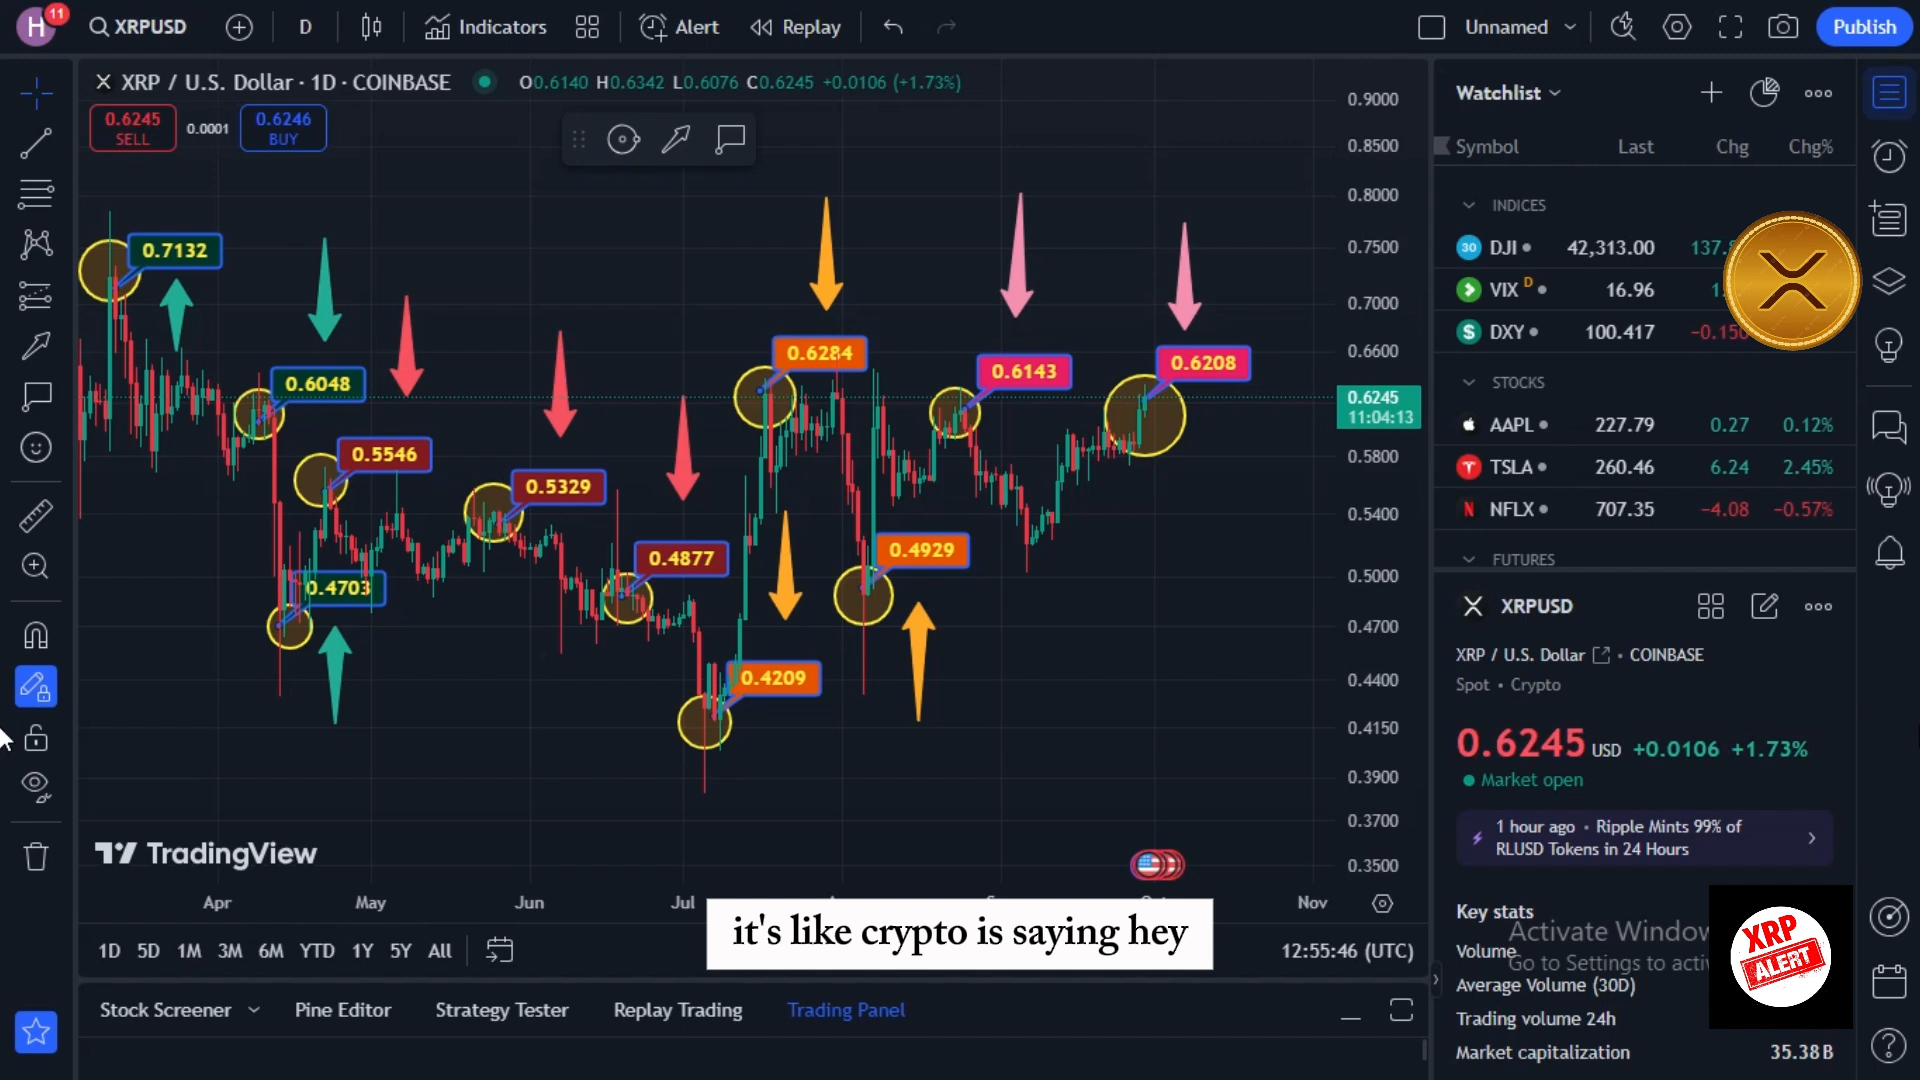 H 11 XRPUSD D Indicators Alert Replay Unnamed Publish
XRP / U.S. Dollar · 1D · COINBASE O0.6140 H0.6342 L0.6076 C0.6245 +0.0106 (+1.73%)
0.6245 SELL 0.0001 0.6246 BUY
0.7132
0.6048
0.5546
0.4703
0.5329
0.4877
0.4209
0.6284
0.4929
0.6143
0.6208
0.9000
0.8500
0.8000
0.7500
0.7000
0.6600
0.6245
11:04:13
0.5800
0.5400
0.5000
0.4700
0.4400
0.4150
0.3900
0.3700
0.3500
TradingView
Apr May Jun Jul Nov
it's like crypto is saying hey
1D 5D 1M 3M 6M YTD 1Y 5Y All 12:55:46 (UTC)
Stock Screener Pine Editor Strategy Tester Replay Trading Trading Panel
Watchlist
Symbol Last Chg Chg%
INDICES
30 DJI 42,313.00
VIX D 16.96
$ DXY 100.417
STOCKS
AAPL 227.79 0.27 0.12%
TSLA 260.46 6.24 2.45%
N NFLX 707.35 −4.08 −0.57%
FUTURES
XRPUSD
XRP / U.S. Dollar • COINBASE
Spot • Crypto
0.6245 USD +0.0106 +1.73%
Market open
1 hour ago • Ripple Mints 99% of
RLUSD Tokens in 24 Hours
Key stats
Activate Window
Volume
Go to Settings to acti
Average Volume (30D)
Trading volume 24h
Market capitalization 35.38B
XRP
ALERT